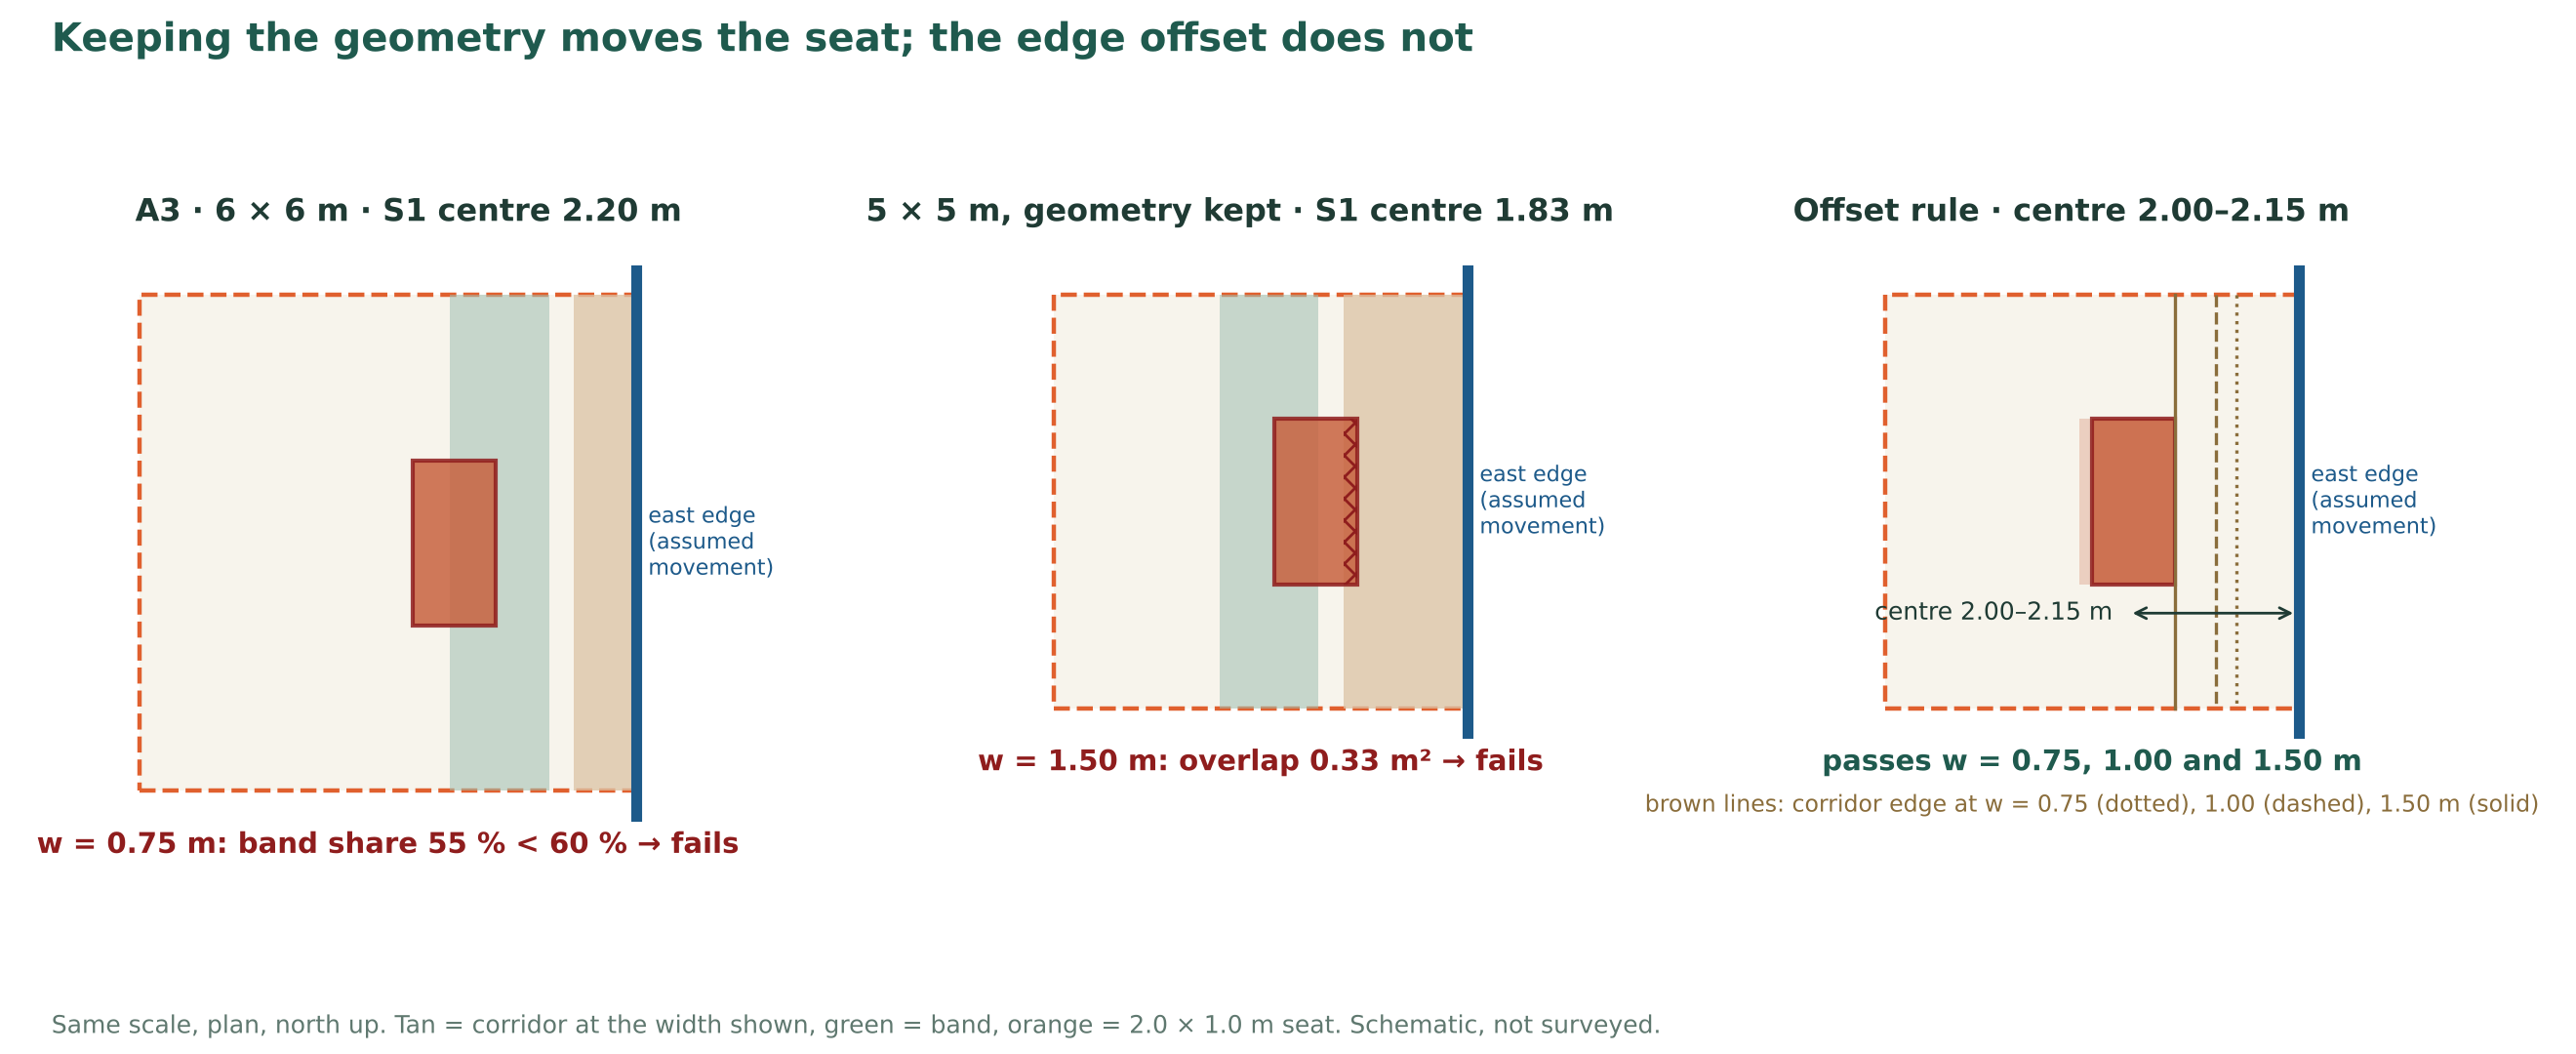 Keeping the geometry moves the seat; the edge offset does not
A3 · 6 × 6 m · S1 centre 2.20 m
east edge
(assumed
movement)
w = 0.75 m: band share 55 % < 60 % → fails
5 × 5 m, geometry kept · S1 centre 1.83 m
east edge
(assumed
movement)
w = 1.50 m: overlap 0.33 m² → fails
Offset rule · centre 2.00–2.15 m
east edge
(assumed
movement)
centre 2.00–2.15 m
passes w = 0.75, 1.00 and 1.50 m
brown lines: corridor edge at w = 0.75 (dotted), 1.00 (dashed), 1.50 m (solid)
Same scale, plan, north up. Tan = corridor at the width shown, green = band, orange = 2.0 × 1.0 m seat. Schematic, not surveyed.